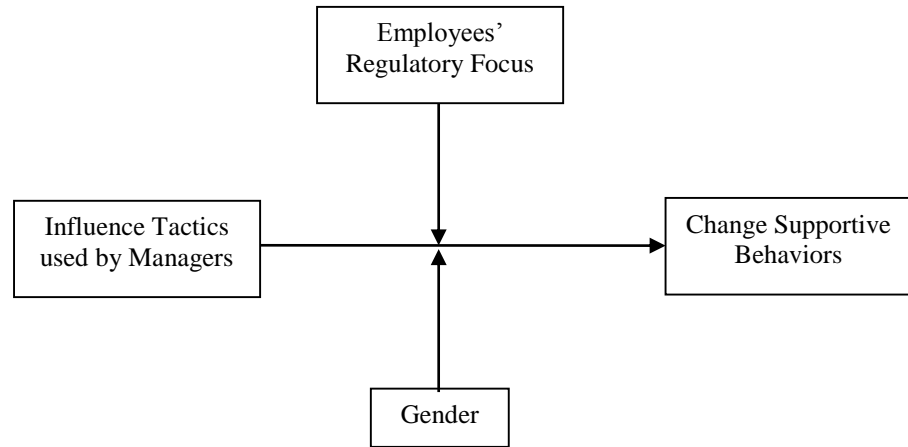 Employees’
Regulatory Focus
Influence Tactics
used by Managers
Change Supportive
Behaviors
Gender